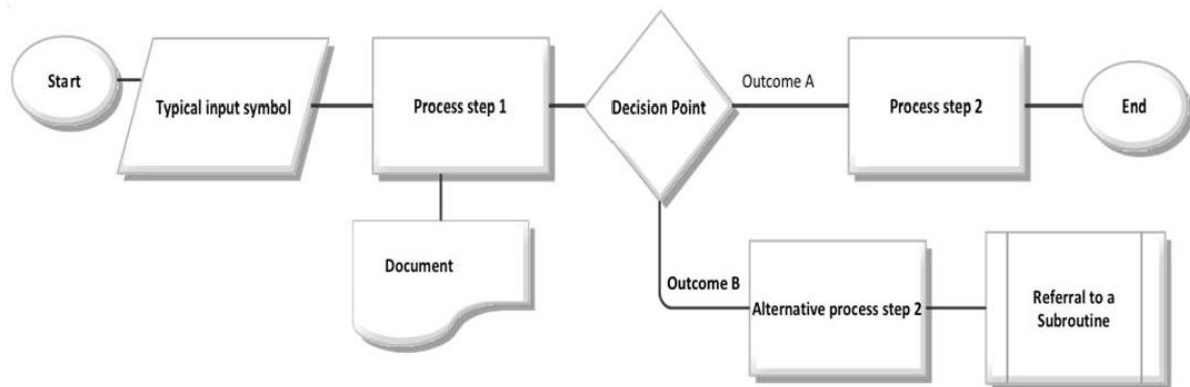 Start
Typical input symbol
Process step 1
Decision Point
Outcome A
Process step 2
End
Document
Outcome B
Alternative process step 2
Referral to a
Subroutine